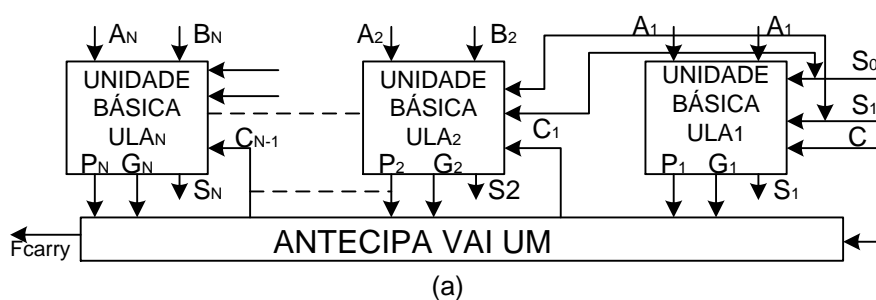 AN BN A2 B2 A1 A1
UNIDADE BÁSICA ULAN
UNIDADE BÁSICA ULA2
UNIDADE BÁSICA ULA1
S0
S1
C
CN-1 C1
PN GN P2 G2 P1 G1
SN S2 S1
ANTECIPA VAI UM
Fcarry
(a)